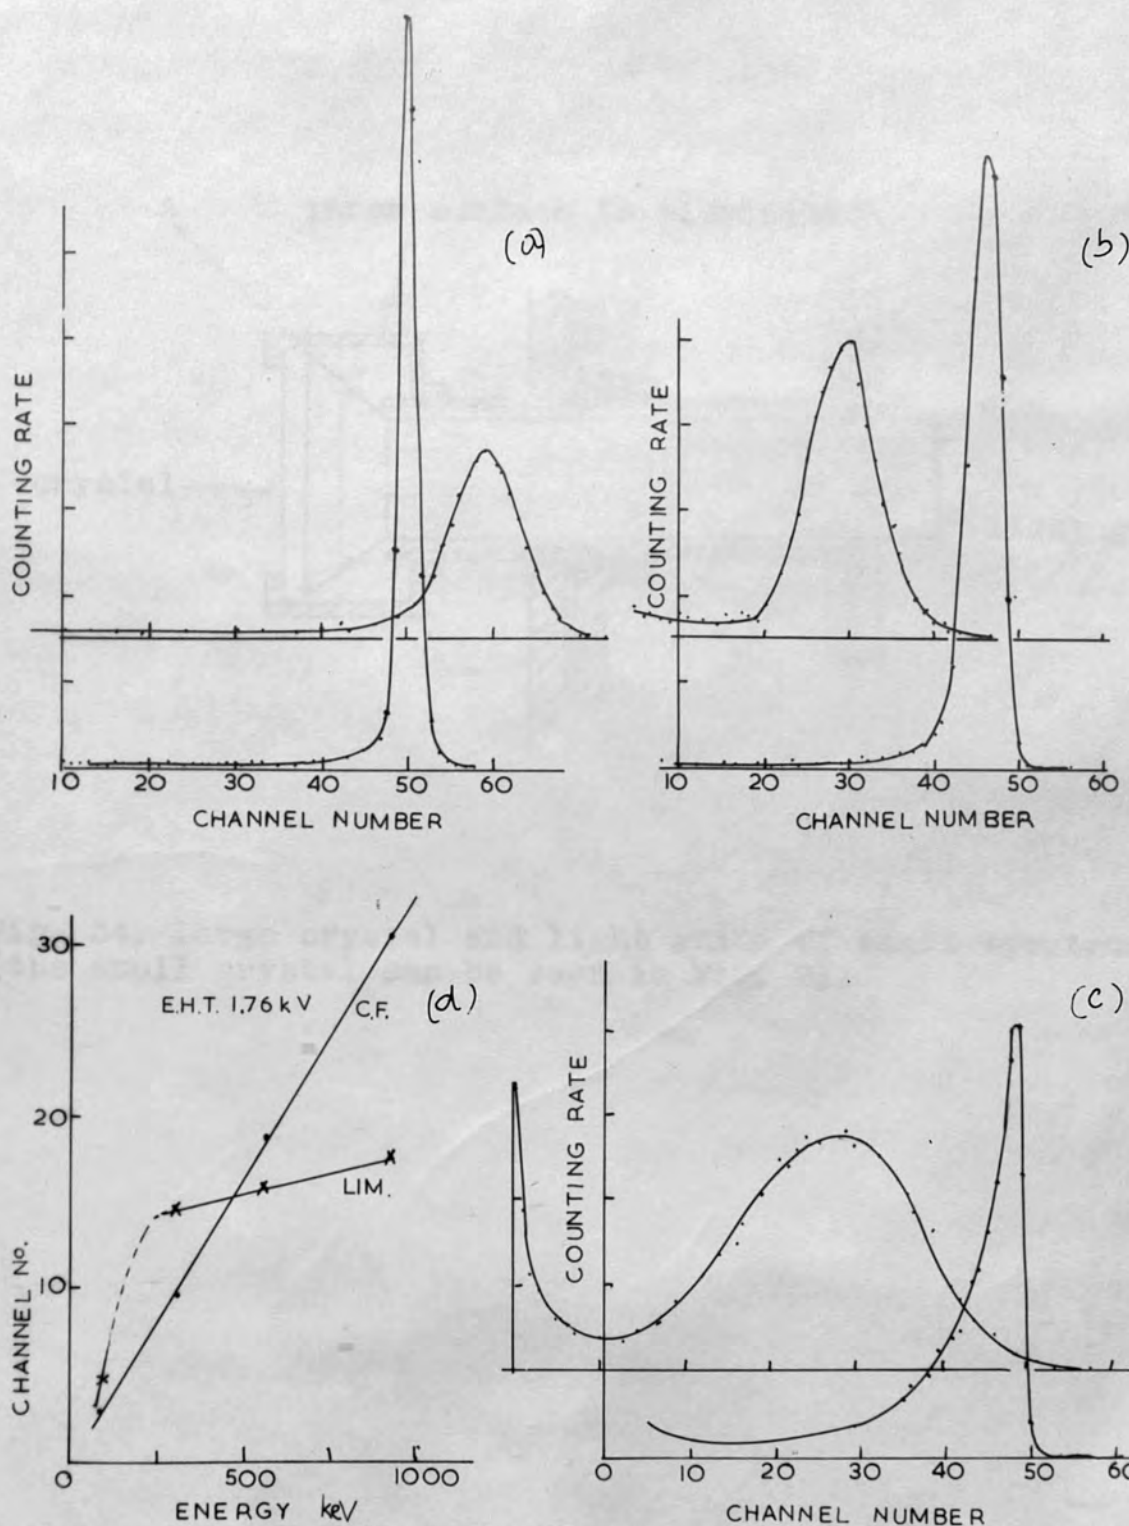 (a)
COUNTING RATE
10 20 30 40 50 60
CHANNEL NUMBER
(b)
COUNTING RATE
10 20 30 40 50 60
CHANNEL NUMBER
(d)
E.H.T. 1.76 kV
C.F.
LIM.
CHANNEL No.
30
20
10
0 500 1000
ENERGY keV
(c)
COUNTING RATE
0 10 20 30 40 50 60
CHANNEL NUMBER